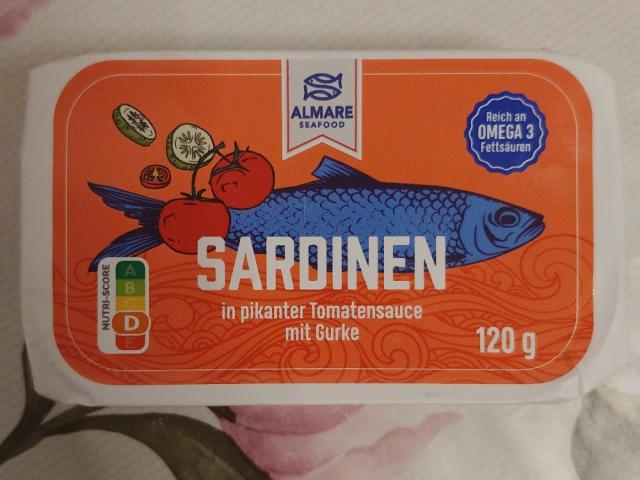 ALMARE
SEAFOOD
Reich an
OMEGA 3
Fettsäuren
SARDINEN
in pikanter Tomatensauce
mit Gurke
120 g
NUTRI-SCORE
A
B
C
D
E